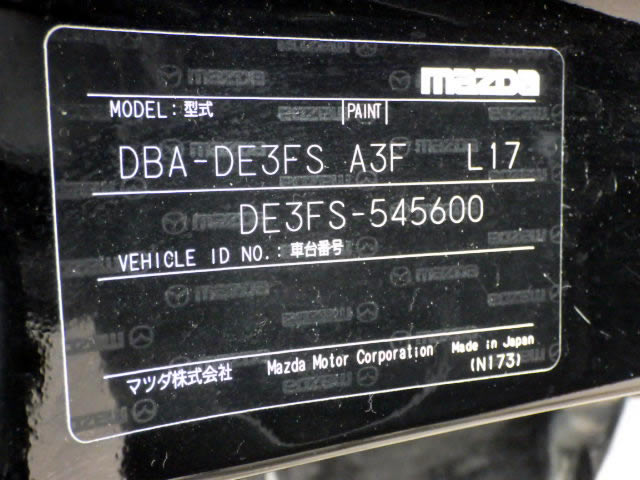 mazda
MODEL: 型式 PAINT
DBA-DE3FS A3F L17
DE3FS-545600
VEHICLE ID NO.: 車台番号
マツダ株式会社 Mazda Motor Corporation Made in Japan
(N173)